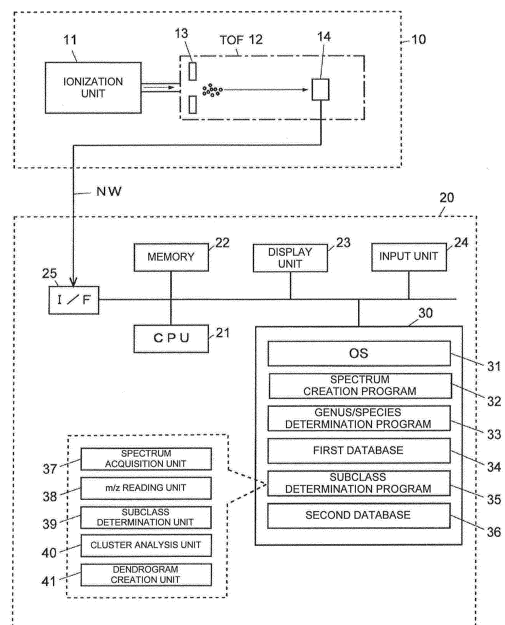 TOF 12
13
11
14
10
IONIZATION
UNIT
NW
20
22
23
24
MEMORY
DISPLAY
UNIT
INPUT UNIT
25
I/F
30
CPU
21
OS
31
SPECTRUM
CREATION PROGRAM
32
GENUS/SPECIES
DETERMINATION PROGRAM
33
FIRST DATABASE
34
SUBCLASS
DETERMINATION PROGRAM
35
SECOND DATABASE
36
SPECTRUM
ACQUISITION UNIT
37
m/z READING UNIT
38
SUBCLASS
DETERMINATION UNIT
39
CLUSTER ANALYSIS UNIT
40
DENDROGRAM
CREATION UNIT
41